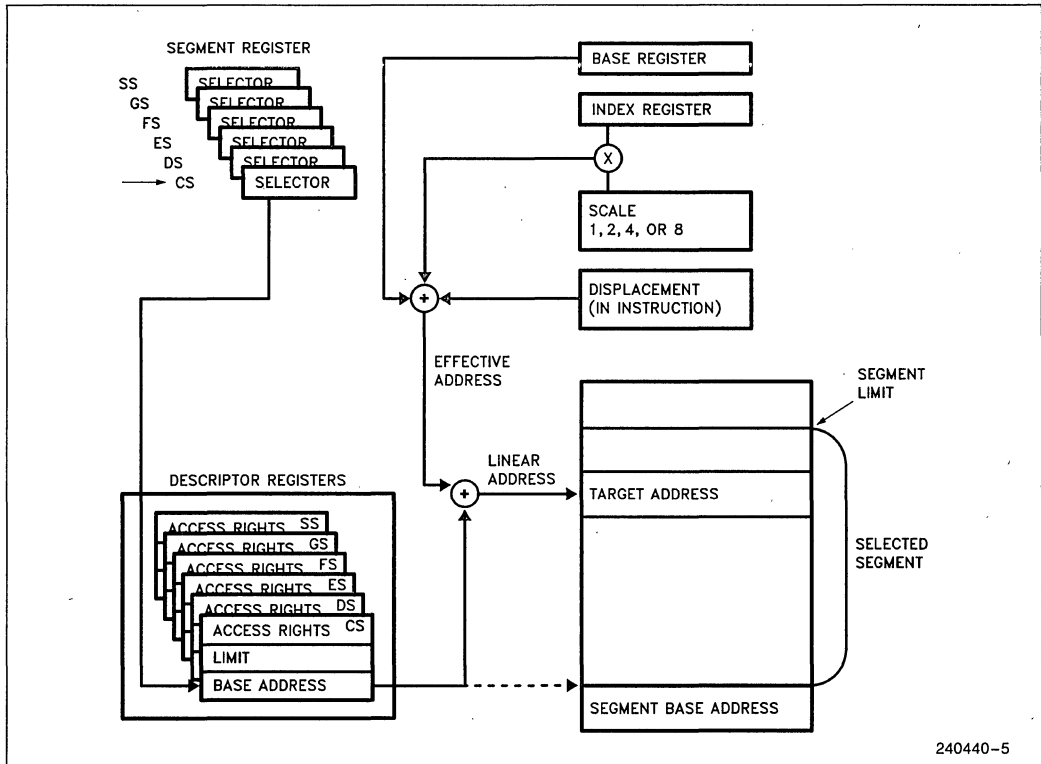 SEGMENT REGISTER
SS
GS
FS
ES
DS
CS
SELECTOR
SELECTOR
SELECTOR
SELECTOR
SELECTOR
SELECTOR
BASE REGISTER
INDEX REGISTER
X
SCALE
1, 2, 4, OR 8
DISPLACEMENT
(IN INSTRUCTION)
+
EFFECTIVE
ADDRESS
SEGMENT
LIMIT
LINEAR
ADDRESS
+
TARGET ADDRESS
SELECTED
SEGMENT
SEGMENT BASE ADDRESS
DESCRIPTOR REGISTERS
ACCESS RIGHTS SS
ACCESS RIGHTS GS
ACCESS RIGHTS FS
ACCESS RIGHTS ES
ACCESS RIGHTS DS
ACCESS RIGHTS CS
LIMIT
BASE ADDRESS
240440-5